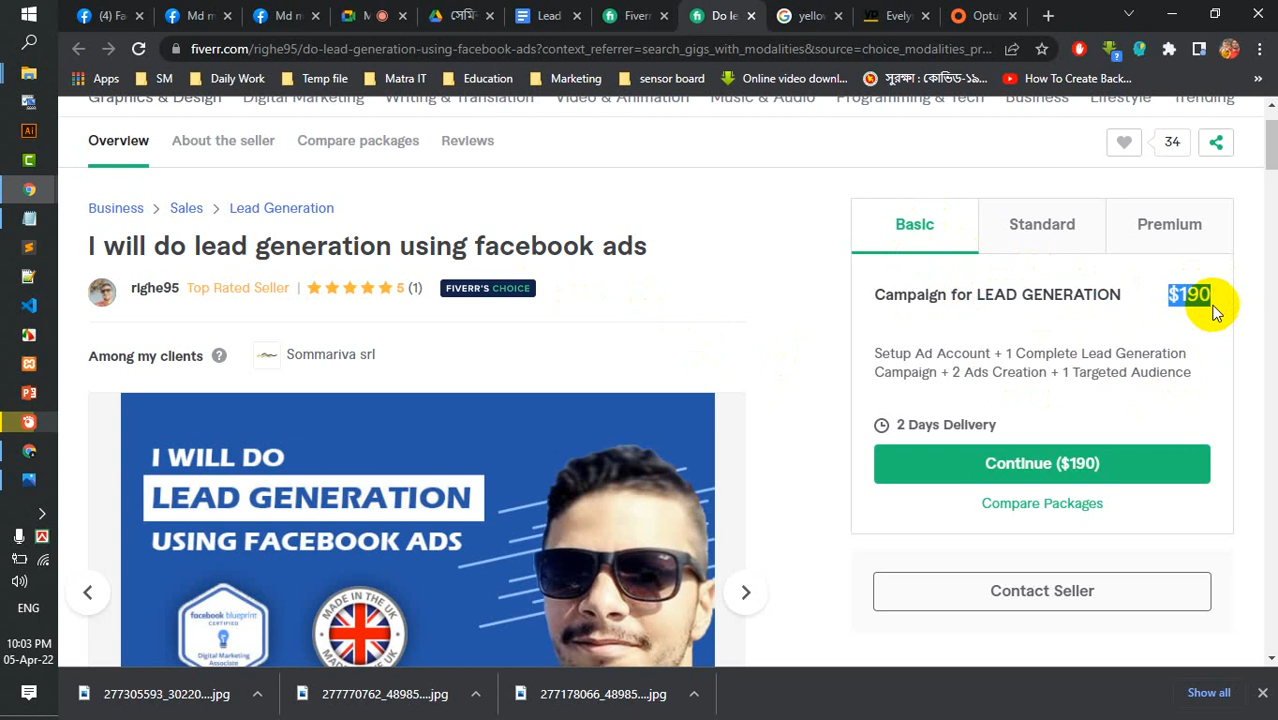 (4) Fa
Md m
Md m
M
সেমি
Lead
Fiverr
Do le
yellov
Evely
Optu
fiverr.com/righe95/do-lead-generation-using-facebook-ads?context_referrer=search_gigs_with_modalities&source=choice_modalities_pr...
Apps
SM
Daily Work
Temp file
Matra IT
Education
Marketing
sensor board
Online video downl...
সুরক্ষা : কোভিড-১৯...
How To Create Back...
»
Graphics & Design
Digital Marketing
Writing & Translation
Video & Animation
Music & Audio
Programming & Tech
Business
Lifestyle
Trending
Overview
About the seller
Compare packages
Reviews
34
Business > Sales > Lead Generation
I will do lead generation using facebook ads
righe95 Top Rated Seller | 5 (1) FIVERR'S CHOICE
Among my clients ? Sommariva srl
I WILL DO
LEAD GENERATION
USING FACEBOOK ADS
facebook blueprint
CERTIFIED
Digital Marketing
Associate
MADE IN THE UK
Basic
Standard
Premium
Campaign for LEAD GENERATION
$190
Setup Ad Account + 1 Complete Lead Generation
Campaign + 2 Ads Creation + 1 Targeted Audience
2 Days Delivery
Continue ($190)
Compare Packages
Contact Seller
ENG
10:03 PM
05-Apr-22
277305593_30220....jpg
277770762_48985....jpg
277178066_48985....jpg
Show all